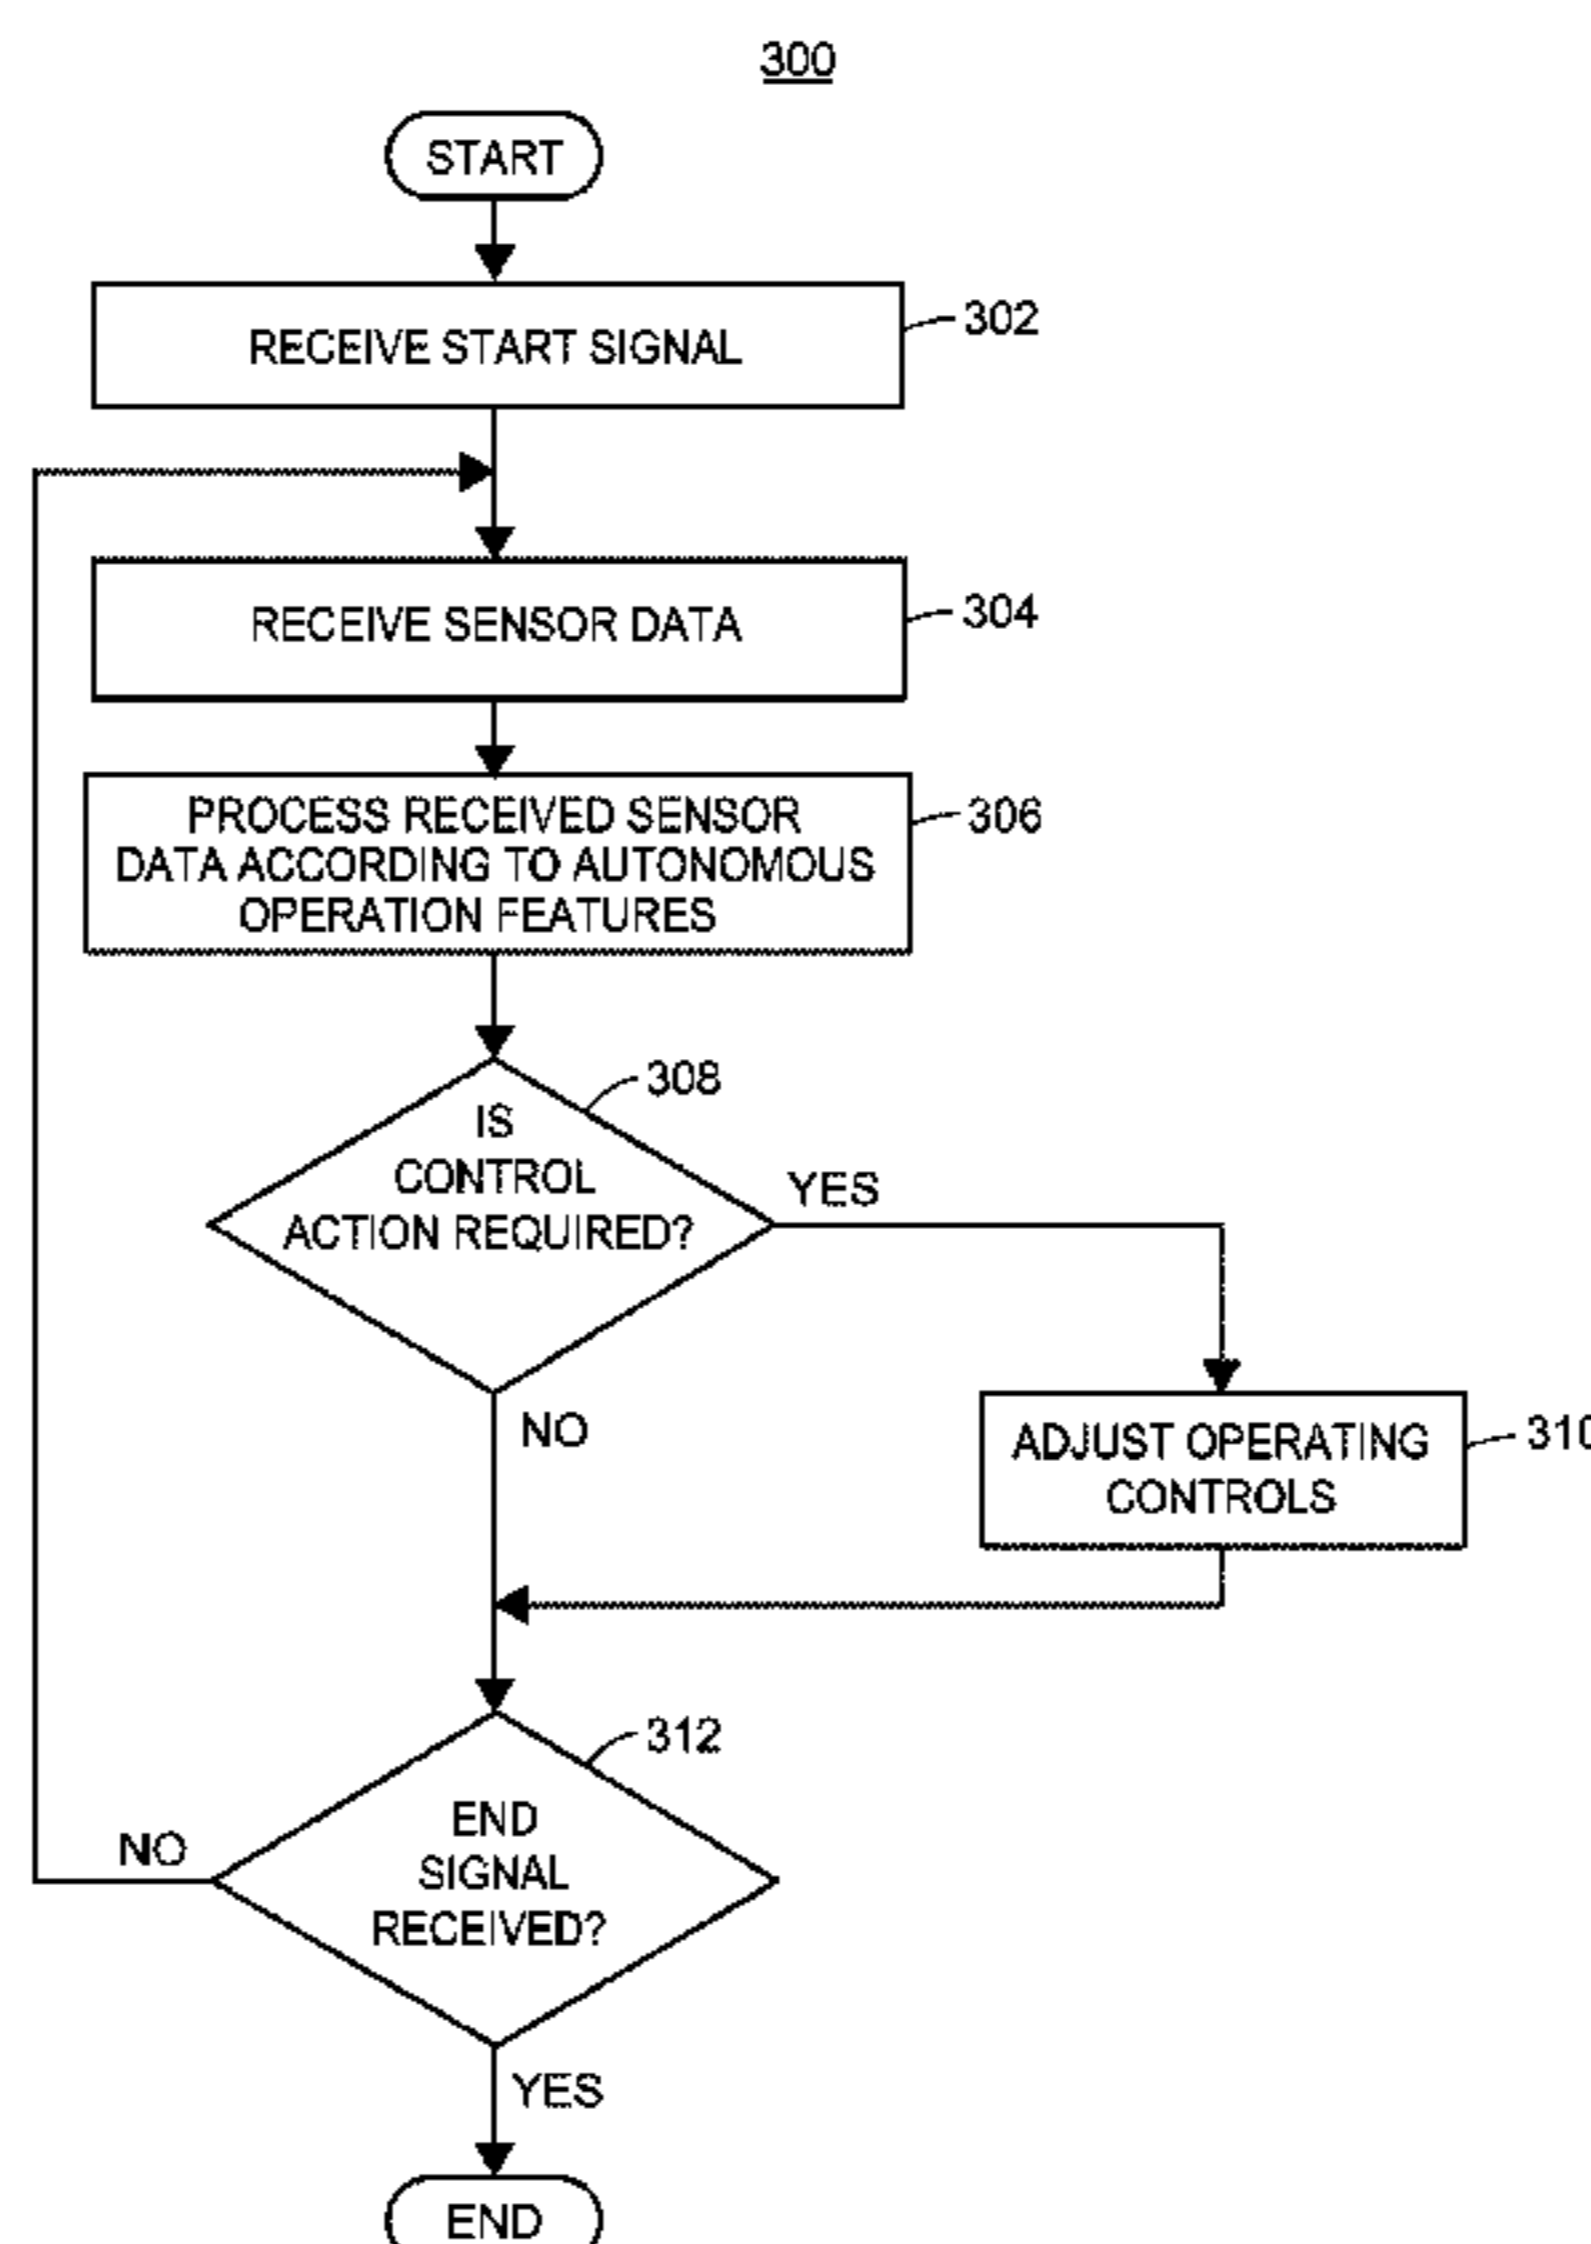 300
START
RECEIVE START SIGNAL
302
RECEIVE SENSOR DATA
304
PROCESS RECEIVED SENSOR
DATA ACCORDING TO AUTONOMOUS
OPERATION FEATURES
306
308
IS
CONTROL
ACTION REQUIRED?
YES
NO
ADJUST OPERATING
CONTROLS
310
312
END
SIGNAL
RECEIVED?
NO
YES
END